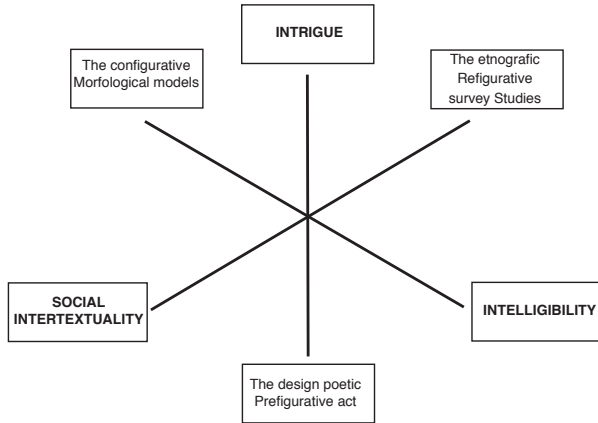 INTRIGUE
The configurative
Morfological models
The etnografic
Refigurative
survey Studies
SOCIAL
INTERTEXTUALITY
INTELLIGIBILITY
The design poetic
Prefigurative act